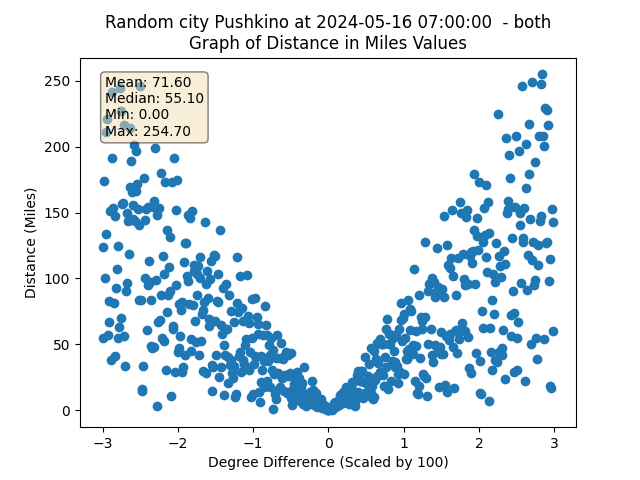 Random city Pushkino at 2024-05-16 07:00:00  - both
Graph of Distance in Miles Values
Mean: 71.60
Median: 55.10
Min: 0.00
Max: 254.70
250
200
150
100
50
0
Distance (Miles)
−3 −2 −1 0 1 2 3
Degree Difference (Scaled by 100)